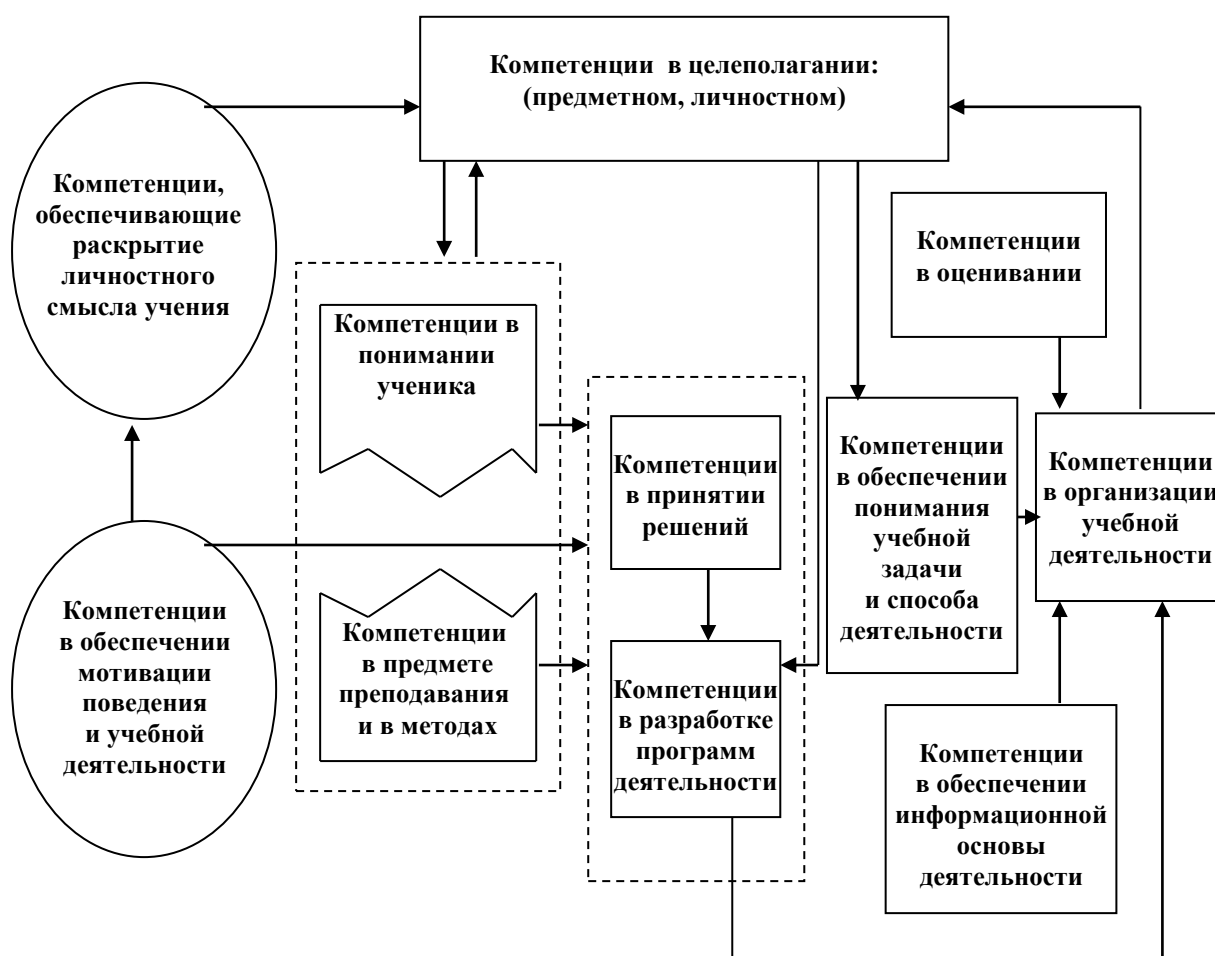 Компетенции в целеполагании:
(предметном, личностном)
Компетенции,
обеспечивающие
раскрытие
личностного
смысла учения
Компетенции
в оценивании
Компетенции в
понимании
ученика
Компетенции
в принятии
решений
Компетенции
в обеспечении
понимания
учебной
задачи
и способа
деятельности
Компетенции
в организации
учебной
деятельности
Компетенции
в обеспечении
мотивации
поведения
и учебной
деятельности
Компетенции
в предмете
преподавания
и в методах
Компетенции
в разработке
программ
деятельности
Компетенции
в обеспечении
информационной
основы
деятельности